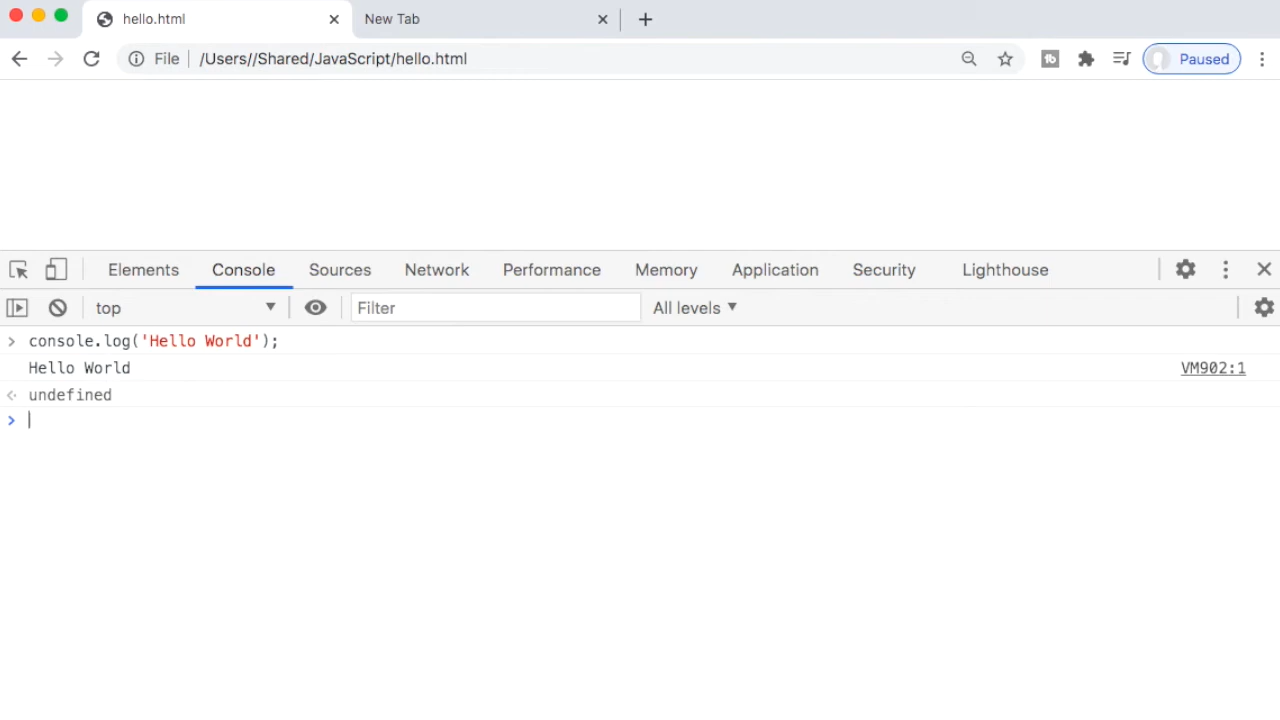 hello.html
New Tab
File /Users//Shared/JavaScript/hello.html
Paused
Elements Console Sources Network Performance Memory Application Security Lighthouse
top Filter All levels
console.log('Hello World');
Hello World VM902:1
undefined